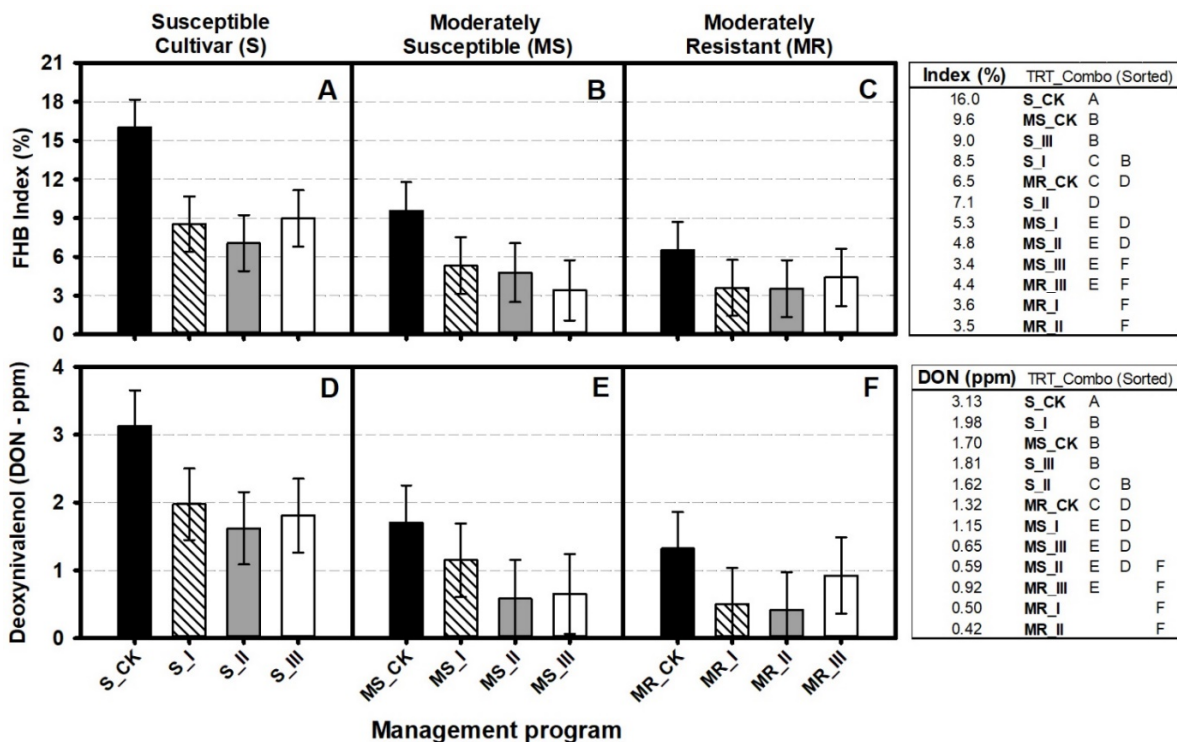 Susceptible
Cultivar (S)
Moderately
Susceptible (MS)
Moderately
Resistant (MR)
FHB Index (%)
21
18
15
12
9
6
3
0
A
B
C
Index (%) TRT_Combo (Sorted)
16.0 S_CK A
9.6 MS_CK B
9.0 S_III B
8.5 S_I C B
6.5 MR_CK C D
7.1 S_II D
5.3 MS_I E D
4.8 MS_II E D
3.4 MS_III E F
4.4 MR_III E F
3.6 MR_I F
3.5 MR_II F
Deoxynivalenol (DON - ppm)
4
3
2
1
0
D
E
F
S_CK
S_I
S_II
S_III
MS_CK
MS_I
MS_II
MS_III
MR_CK
MR_I
MR_II
MR_III
Management program
DON (ppm) TRT_Combo (Sorted)
3.13 S_CK A
1.98 S_I B
1.70 MS_CK B
1.81 S_III B
1.62 S_II C B
1.32 MR_CK C D
1.15 MS_I E D
0.65 MS_III E D
0.59 MS_II E D F
0.92 MR_III E F
0.50 MR_I F
0.42 MR_II F